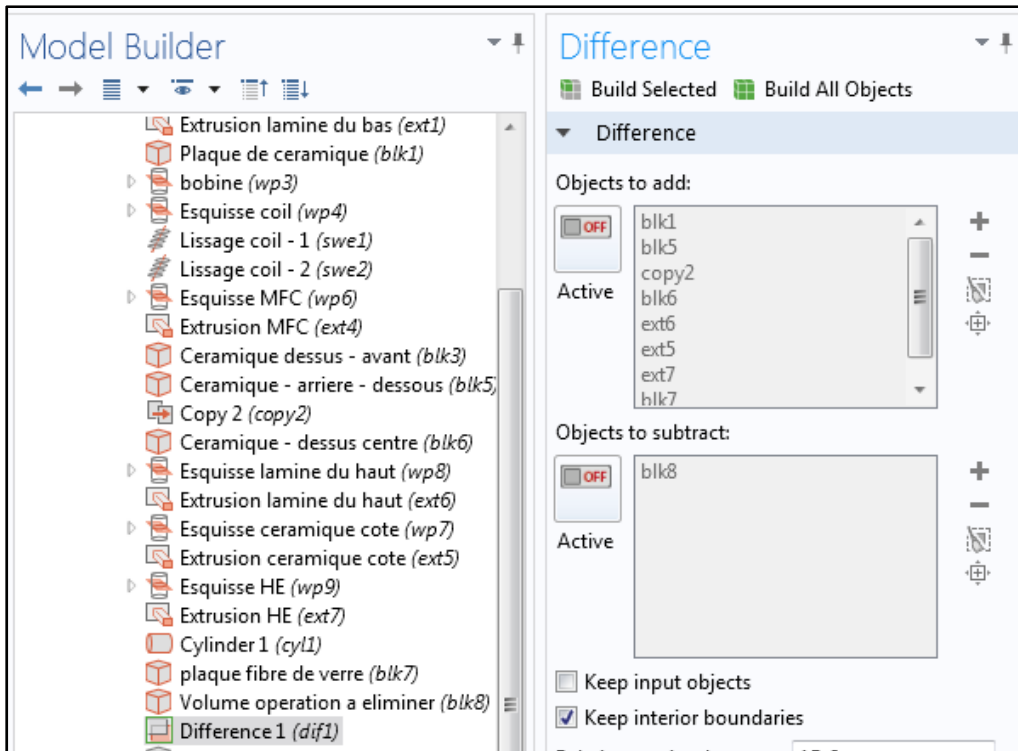 Model Builder
Extrusion lamine du bas (ext1)
Plaque de ceramique (blk1)
bobine (wp3)
Esquisse coil (wp4)
Lissage coil - 1 (swe1)
Lissage coil - 2 (swe2)
Esquisse MFC (wp6)
Extrusion MFC (ext4)
Ceramique dessus - avant (blk3)
Ceramique - arriere - dessous (blk5)
Copy 2 (copy2)
Ceramique - dessus centre (blk6)
Esquisse lamine du haut (wp8)
Extrusion lamine du haut (ext6)
Esquisse ceramique cote (wp7)
Extrusion ceramique cote (ext5)
Esquisse HE (wp9)
Extrusion HE (ext7)
Cylinder 1 (cyl1)
plaque fibre de verre (blk7)
Volume operation a eliminer (blk8)
Difference 1 (dif1)
Difference
Build Selected Build All Objects
Difference
Objects to add:
OFF
Active
blk1
blk5
copy2
blk6
ext6
ext5
ext7
blk7
Objects to subtract:
OFF
Active
blk8
Keep input objects
Keep interior boundaries